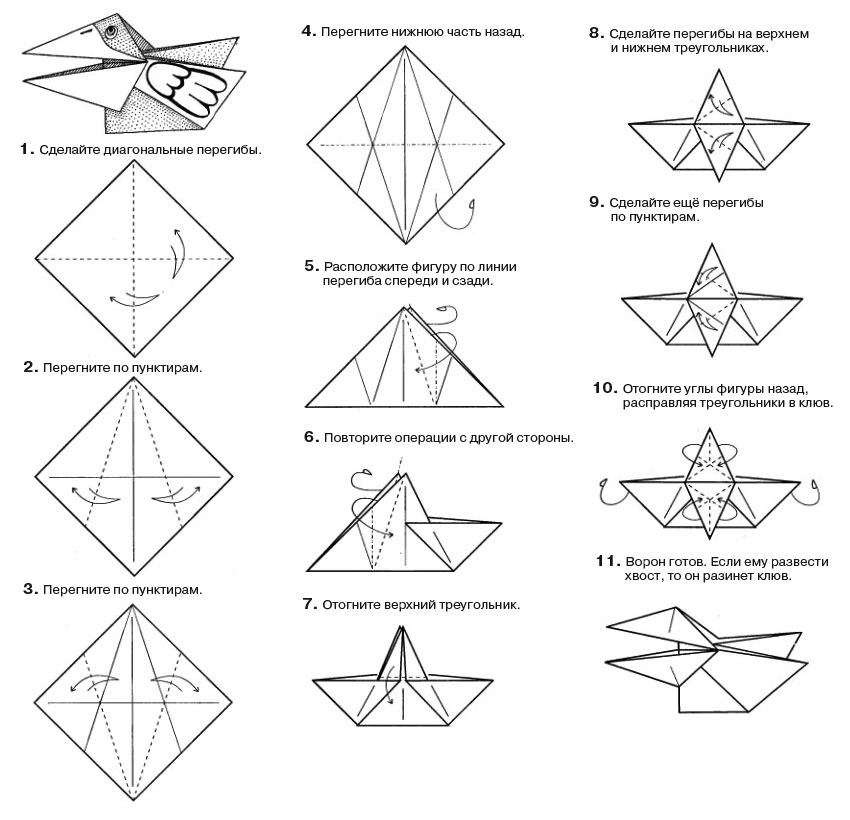 1. Сделайте диагональные перегибы.
2. Перегните по пунктирам.
3. Перегните по пунктирам.
4. Перегните нижнюю часть назад.
5. Расположите фигуру по линии
перегиба спереди и сзади.
6. Повторите операции с другой стороны.
7. Отогните верхний треугольник.
8. Сделайте перегибы на верхнем
и нижнем треугольниках.
9. Сделайте ещё перегибы
по пунктирам.
10. Отогните углы фигуры назад,
расправляя треугольники в клюв.
11. Ворон готов. Если ему развести
хвост, то он разинет клюв.